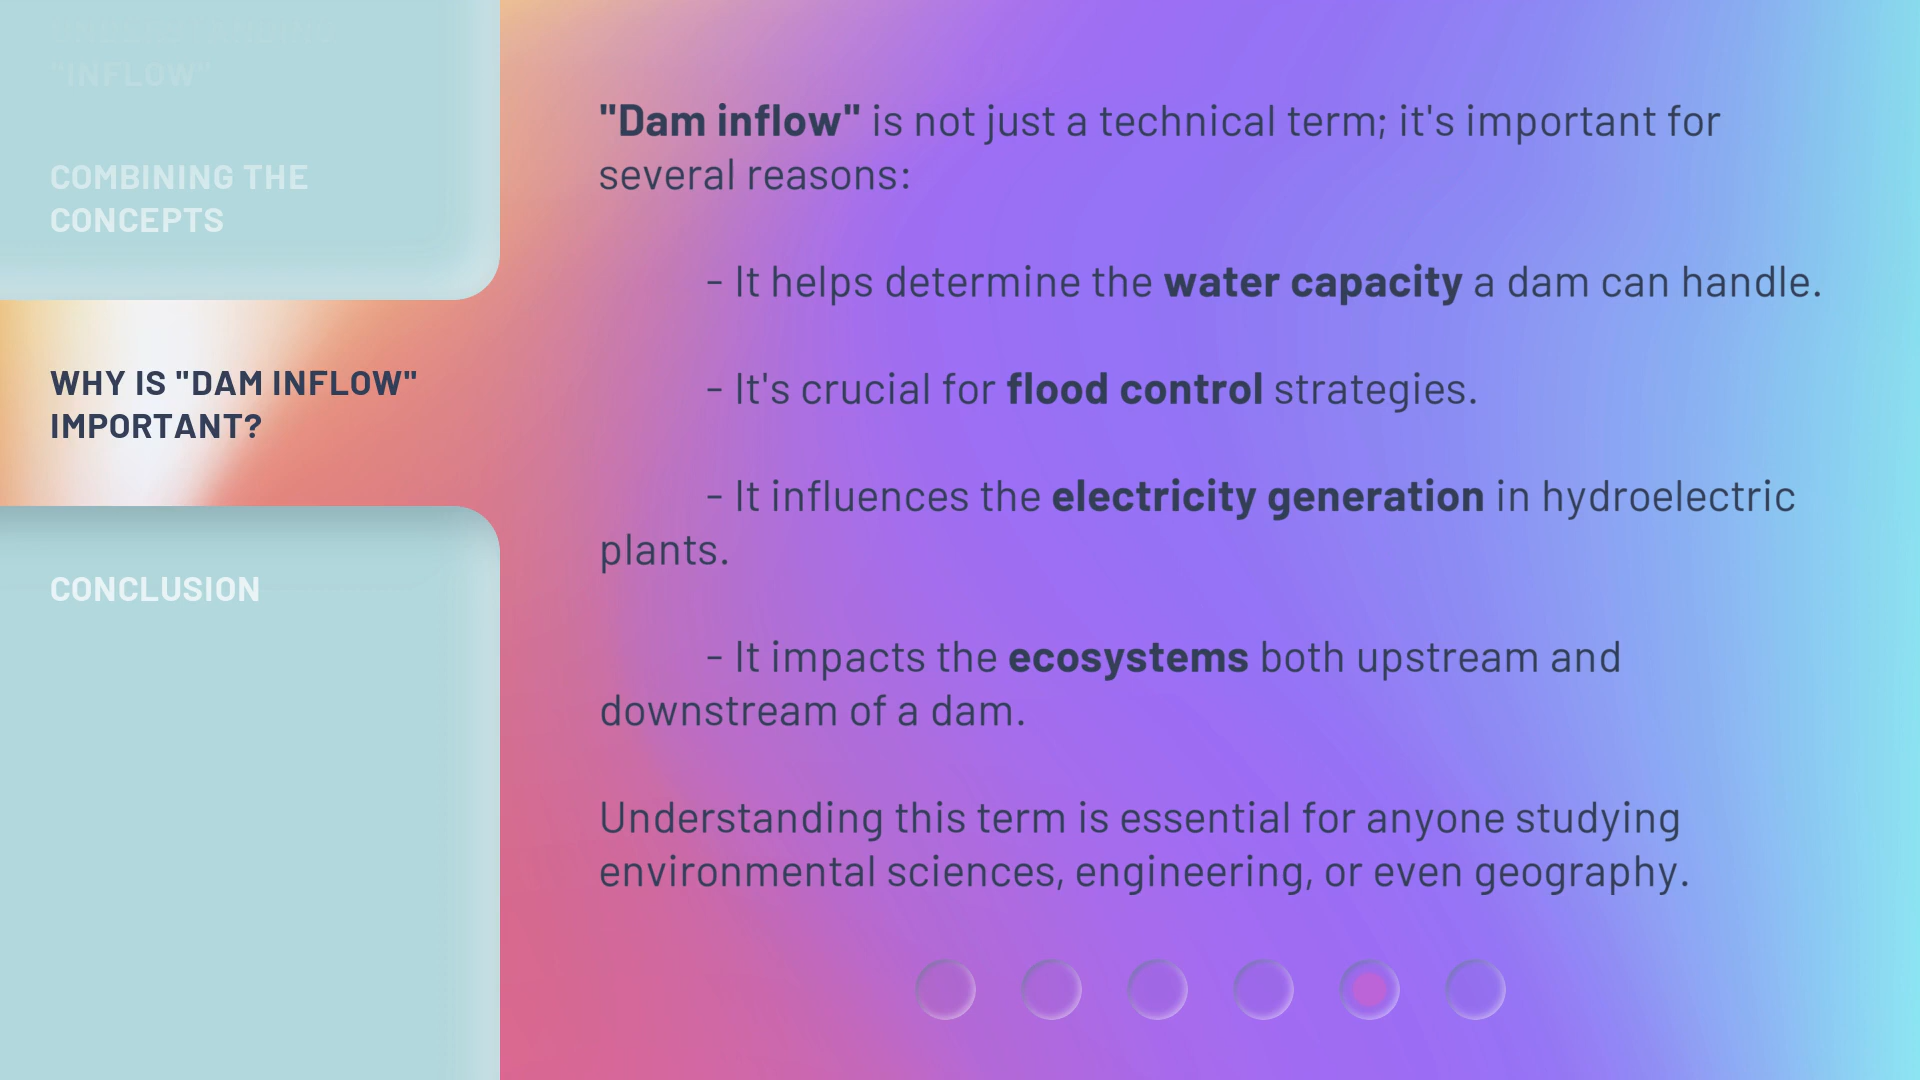 "INFLOW"
COMBINING THE
CONCEPTS
WHY IS "DAM INFLOW"
IMPORTANT?
CONCLUSION
"Dam inflow" is not just a technical term; it's important for
several reasons:
- It helps determine the water capacity a dam can handle.
- It's crucial for flood control strategies.
- It influences the electricity generation in hydroelectric
plants.
- It impacts the ecosystems both upstream and
downstream of a dam.
Understanding this term is essential for anyone studying
environmental sciences, engineering, or even geography.